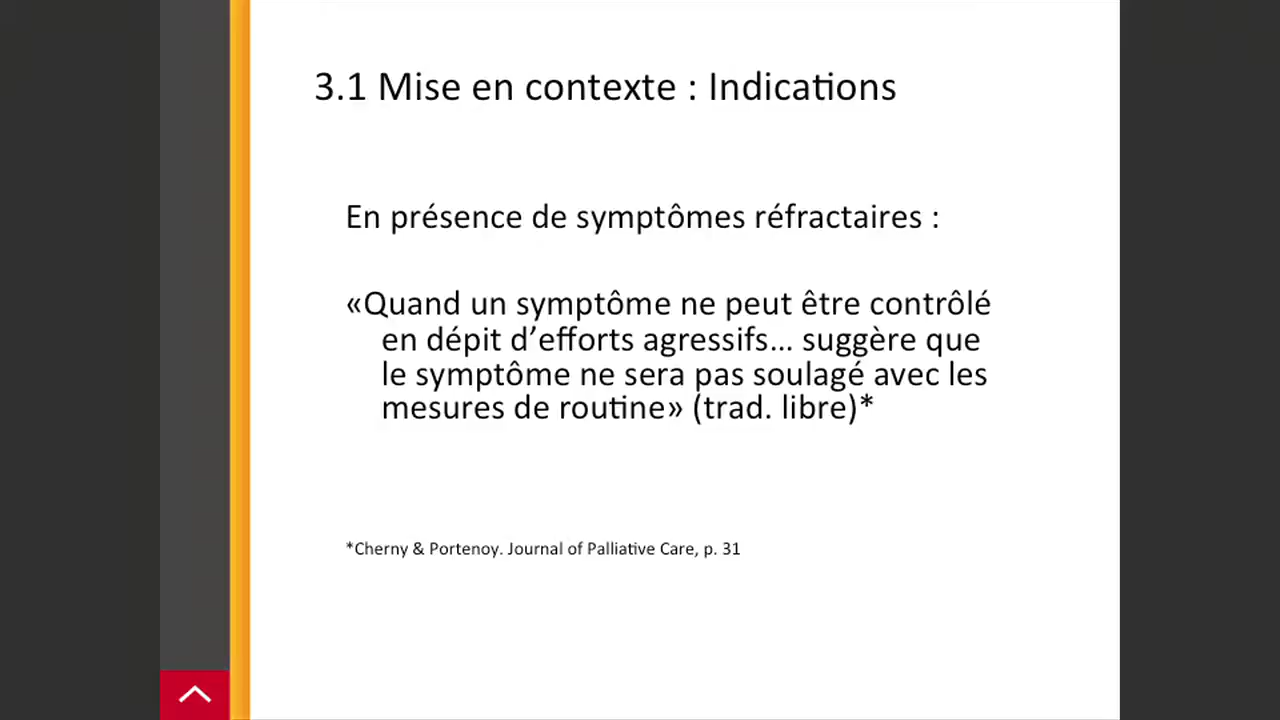 3.1 Mise en contexte : Indications
En présence de symptômes réfractaires :
«Quand un symptôme ne peut être contrôlé
en dépit d’efforts agressifs… suggère que
le symptôme ne sera pas soulagé avec les
mesures de routine» (trad. libre)*
*Cherny & Portenoy. Journal of Palliative Care, p. 31